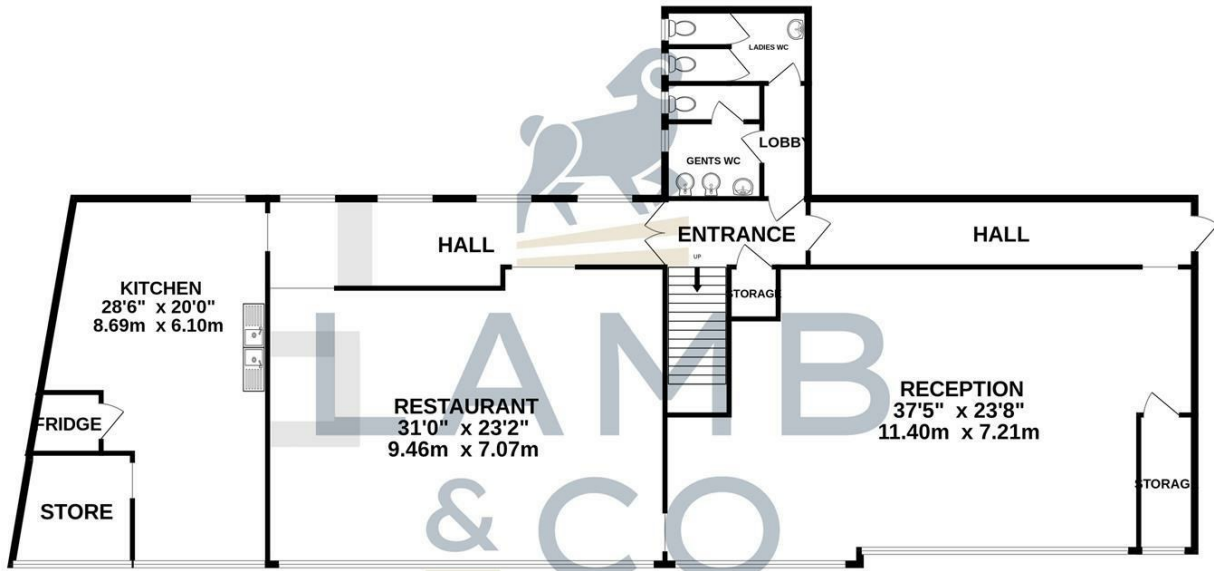 LADIES WC
LOBBY
GENTS WC
HALL
ENTRANCE
HALL
UP
STORAGE
KITCHEN
28'6" x 20'0"
8.69m x 6.10m
LAMB
& CO
RESTAURANT
31'0" x 23'2"
9.46m x 7.07m
RECEPTION
37'5" x 23'8"
11.40m x 7.21m
FRIDGE
STORE
STORAG